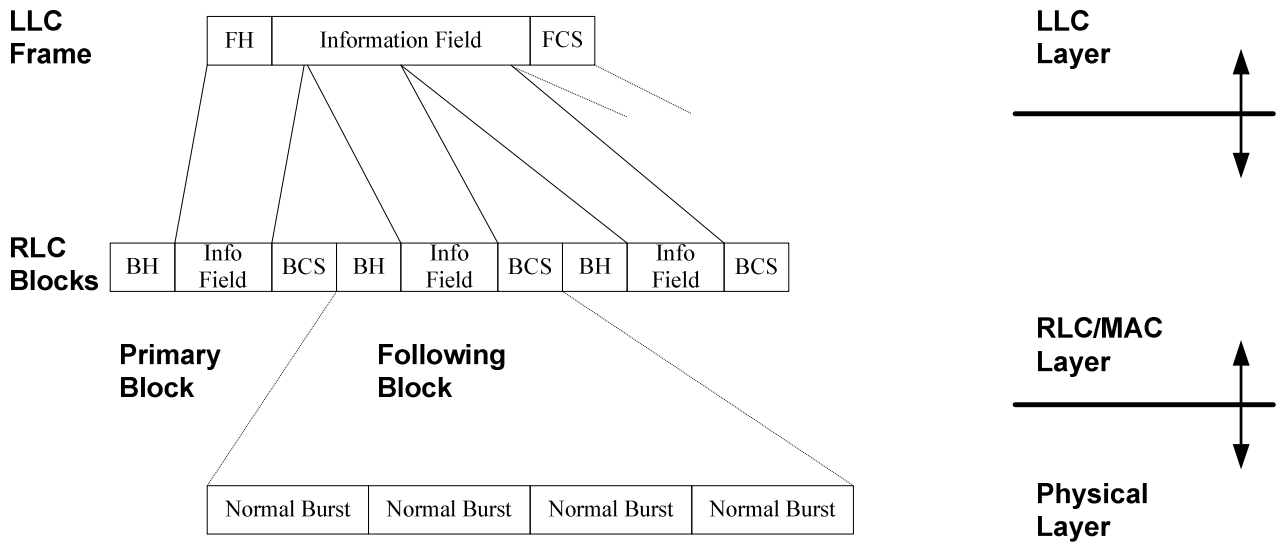 LLC
Frame
FH
Information Field
FCS
LLC
Layer
RLC
Blocks
BH
Info
Field
BCS
BH
Info
Field
BCS
BH
Info
Field
BCS
Primary
Block
Following
Block
RLC/MAC
Layer
Normal Burst
Normal Burst
Normal Burst
Normal Burst
Physical
Layer